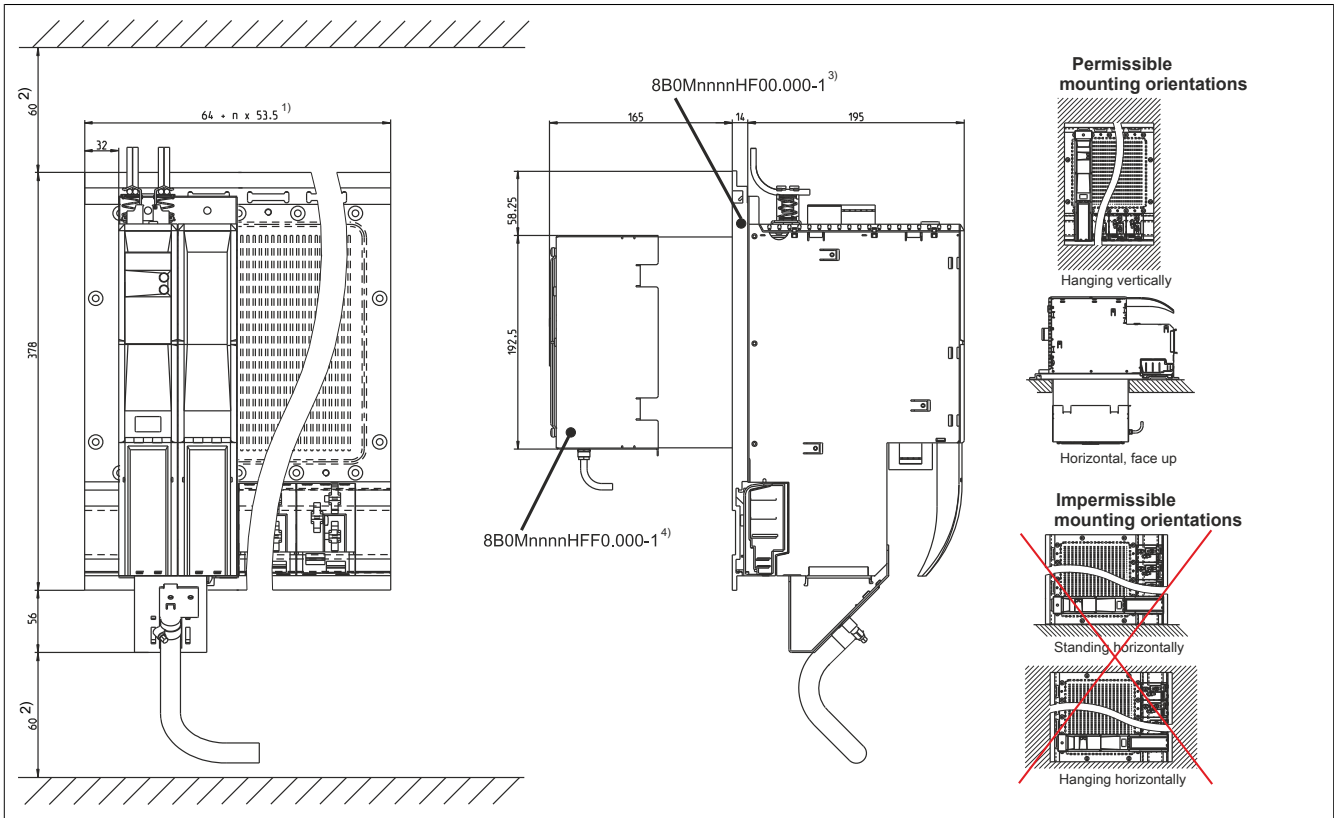 60 2)
64 + n x 53.5 1)
32
378
56
60 2)
8B0MnnnnHF00.000-1 3)
165
14
195
58.25
192.5
8B0MnnnnHFF0.000-1 4)
Permissible
mounting orientations
Hanging vertically
Horizontal, face up
Impermissible
mounting orientations
Standing horizontally
Hanging horizontally